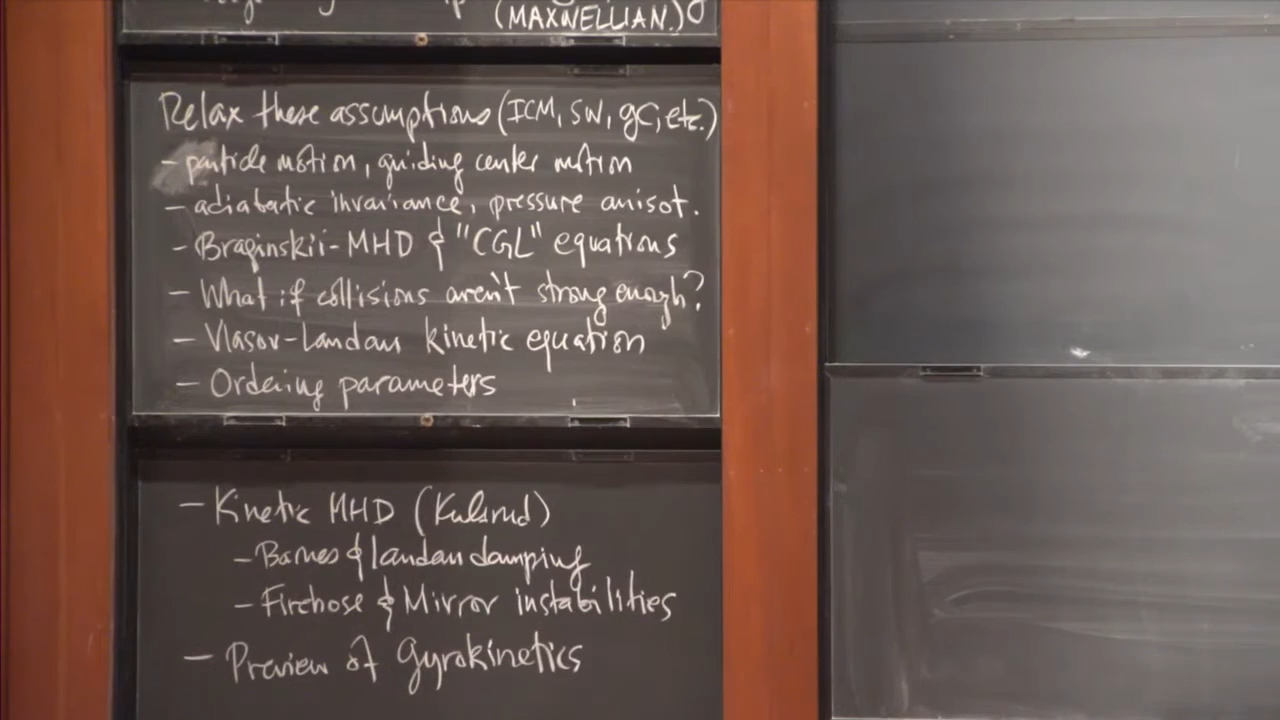 (MAXWELLIAN.)
Relax these assumptions (ICM, SW, GC, etc.)
- particle motion, guiding center motion
- adiabatic invariance, pressure anisot.
- Braginskii-MHD & "CGL" equations
- What if collisions aren't strong enough?
- Vlasov-Landau kinetic equation
- Ordering parameters
- Kinetic MHD (Kulsrud)
- Barnes & Landau damping
- Firehose & Mirror instabilities
- Preview of Gyrokinetics